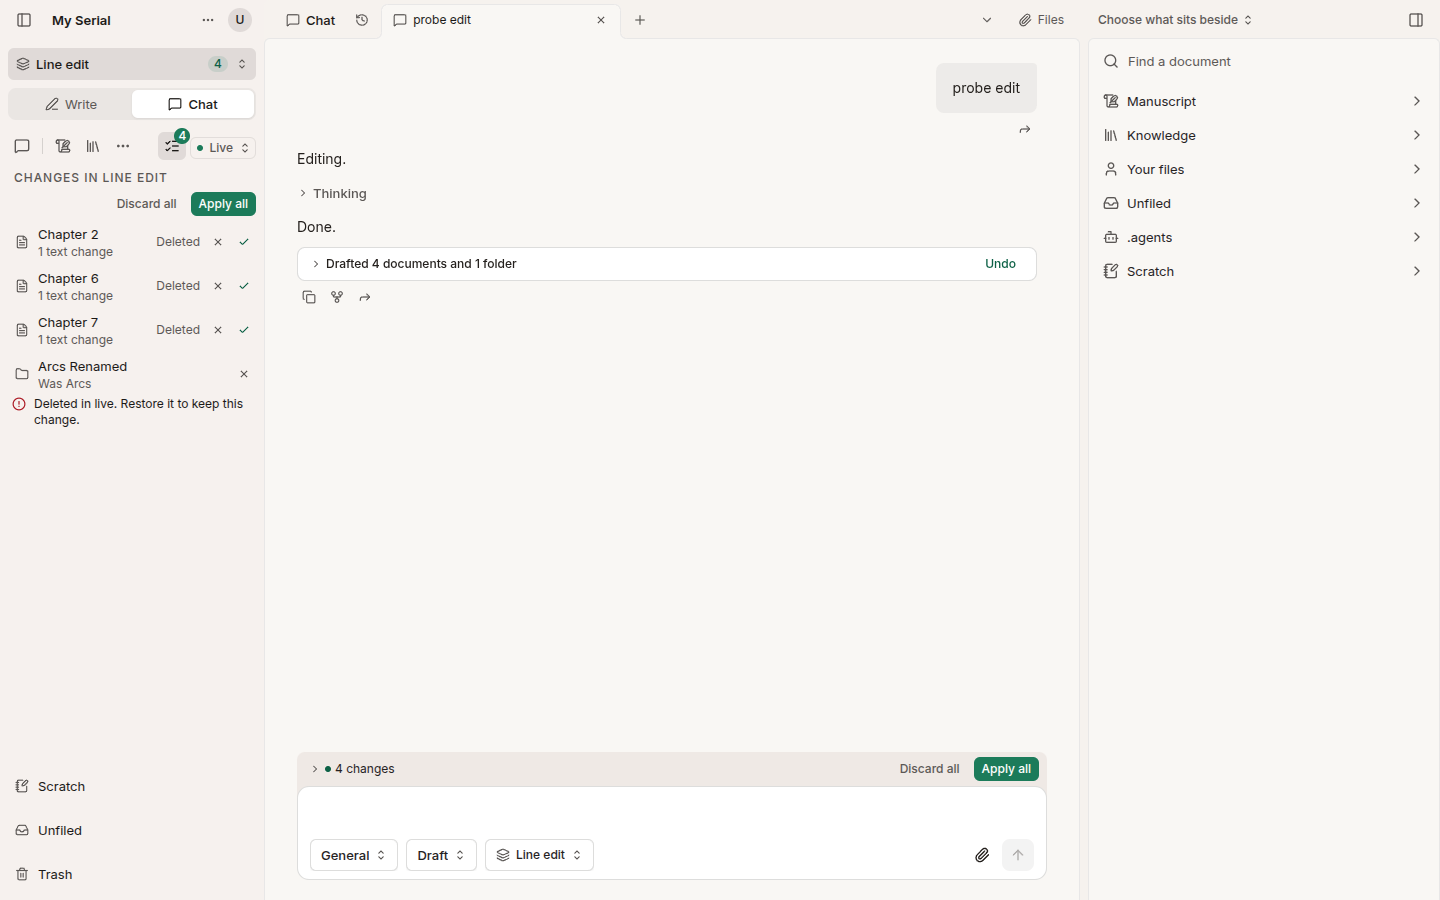 My Serial
U
Line edit
4
Write
Chat
4
Live
CHANGES IN LINE EDIT
Discard all
Apply all
Chapter 2
1 text change
Deleted
Chapter 6
1 text change
Deleted
Chapter 7
1 text change
Deleted
Arcs Renamed
Was Arcs
Deleted in live. Restore it to keep this
change.
Scratch
Unfiled
Trash
Chat
probe edit
Files
probe edit
Editing.
Thinking
Done.
Drafted 4 documents and 1 folder
Undo
4 changes
Discard all
Apply all
General
Draft
Line edit
Choose what sits beside
Find a document
Manuscript
Knowledge
Your files
Unfiled
.agents
Scratch